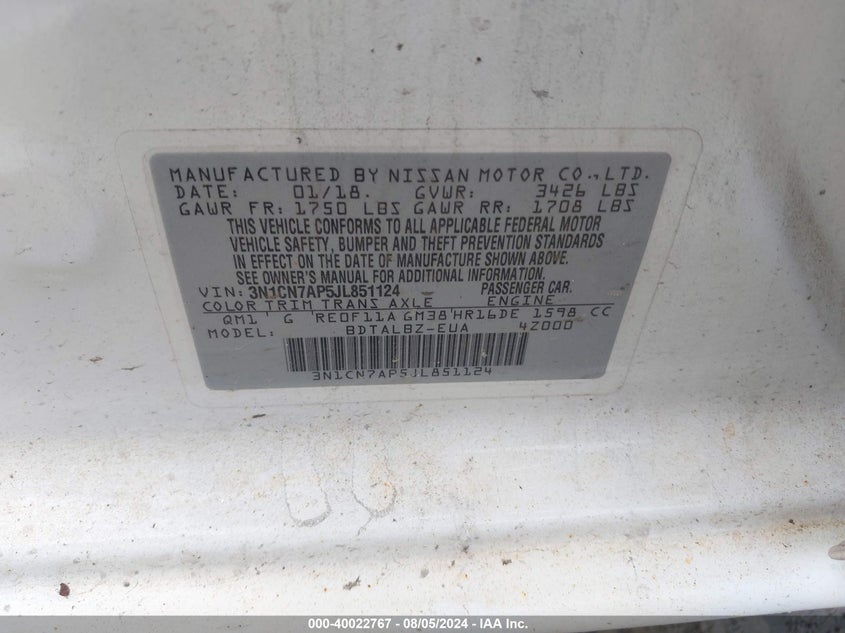 MANUFACTURED BY NISSAN MOTOR CO., LTD.
DATE: 01/18. GVWR: 3426 LBS
GAWR FR: 1750 LBS GAWR RR: 1708 LBS
THIS VEHICLE CONFORMS TO ALL APPLICABLE FEDERAL MOTOR
VEHICLE SAFETY, BUMPER AND THEFT PREVENTION STANDARDS
IN EFFECT ON THE DATE OF MANUFACTURE SHOWN ABOVE.
SEE OWNER'S MANUAL FOR ADDITIONAL INFORMATION.
VIN: 3N1CN7AP5JL851124 PASSENGER CAR.
COLOR TRIM TRANS AXLE ENGINE
QM1 G RE0F11A GM38 HR16DE 1598 CC
MODEL: BDTALBZ-EUA 4Z000
3N1CN7AP5JL851124
000-40022767 - 08/05/2024 - IAA Inc.